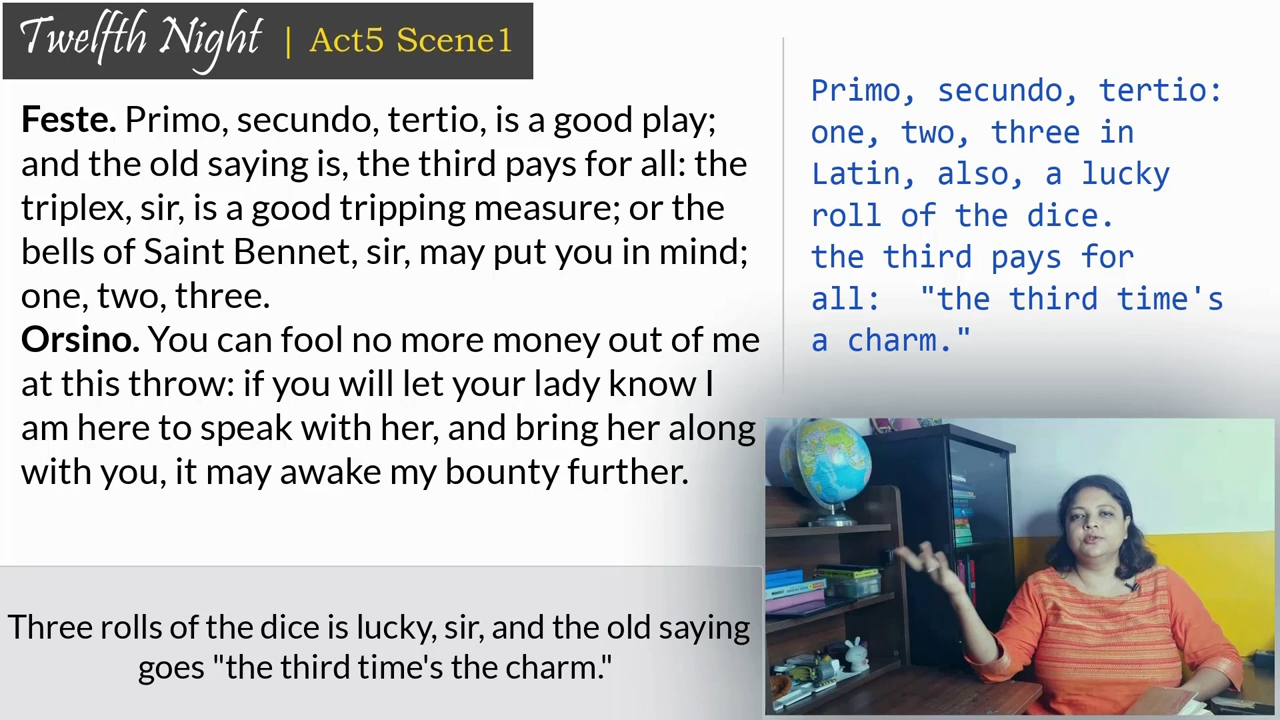 Twelfth Night | Act5 Scene1
Feste. Primo, secundo, tertio, is a good play;
and the old saying is, the third pays for all: the
triplex, sir, is a good tripping measure; or the
bells of Saint Bennet, sir, may put you in mind;
one, two, three.
Orsino. You can fool no more money out of me
at this throw: if you will let your lady know I
am here to speak with her, and bring her along
with you, it may awake my bounty further.
Primo, secundo, tertio:
one, two, three in
Latin, also, a lucky
roll of the dice.
the third pays for
all:  "the third time's
a charm."
Three rolls of the dice is lucky, sir, and the old saying
goes "the third time's the charm."